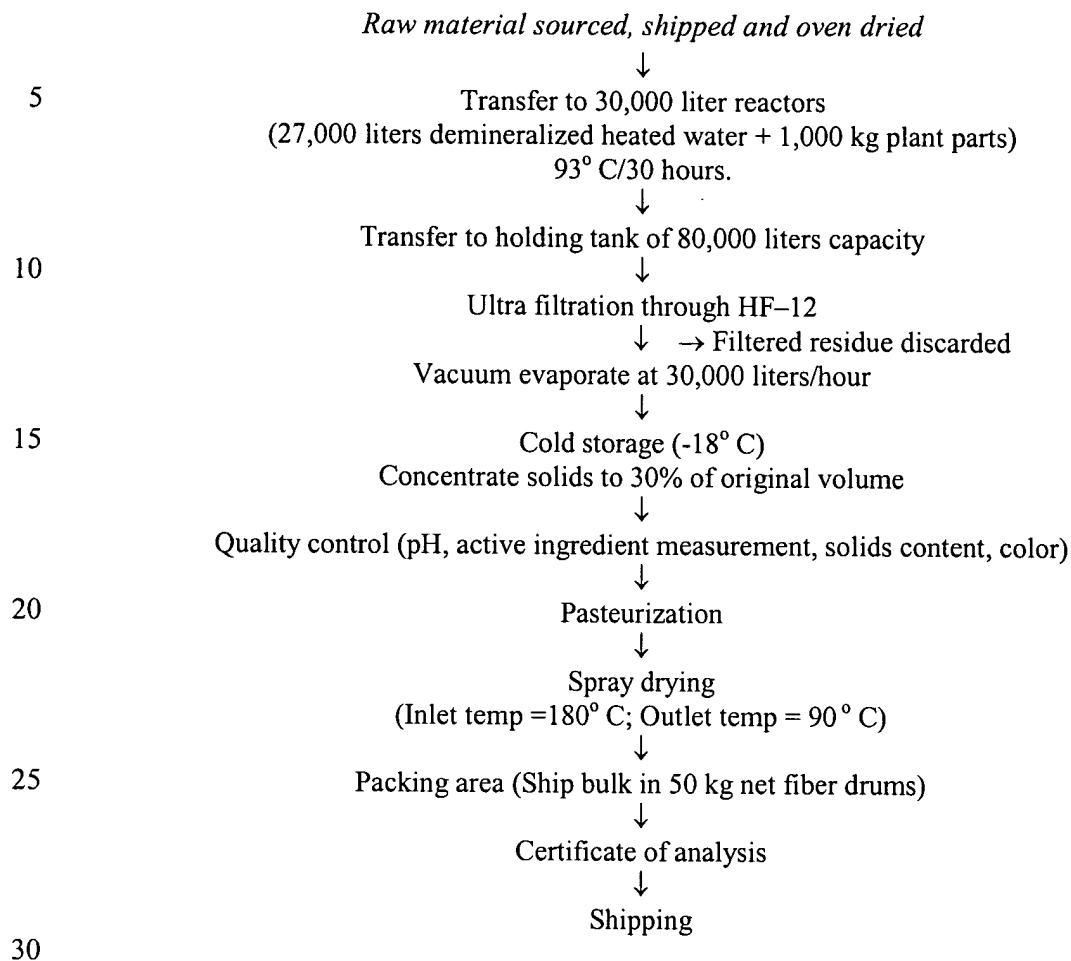 Raw material sourced, shipped and oven dried
↓
5
Transfer to 30,000 liter reactors
(27,000 liters demineralized heated water + 1,000 kg plant parts)
93° C/30 hours.
↓
Transfer to holding tank of 80,000 liters capacity
10
↓
Ultra filtration through HF–12
↓ → Filtered residue discarded
Vacuum evaporate at 30,000 liters/hour
↓
15
Cold storage (-18° C)
Concentrate solids to 30% of original volume
↓
Quality control (pH, active ingredient measurement, solids content, color)
↓
20
Pasteurization
↓
Spray drying
(Inlet temp =180° C; Outlet temp = 90 ° C)
↓
25
Packing area (Ship bulk in 50 kg net fiber drums)
↓
Certificate of analysis
↓
Shipping
30